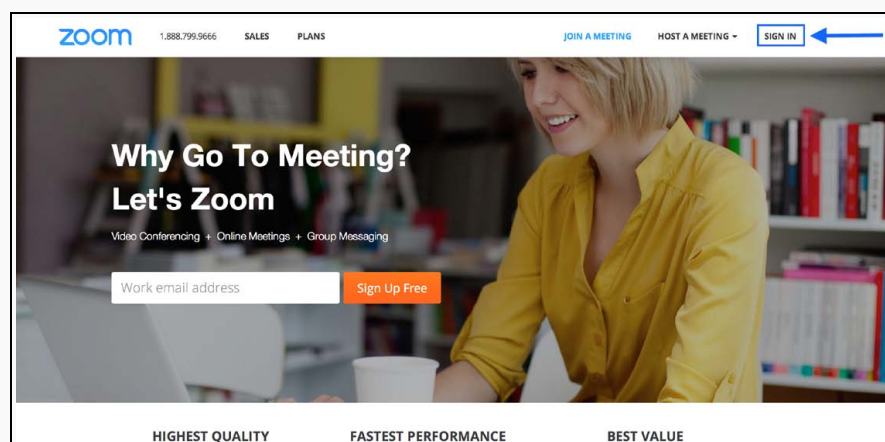 zoom 1.888.799.9666 SALES PLANS JOIN A MEETING HOST A MEETING SIGN IN
Why Go To Meeting?
Let's Zoom
Video Conferencing + Online Meetings + Group Messaging
Work email address Sign Up Free
HIGHEST QUALITY FASTEST PERFORMANCE BEST VALUE